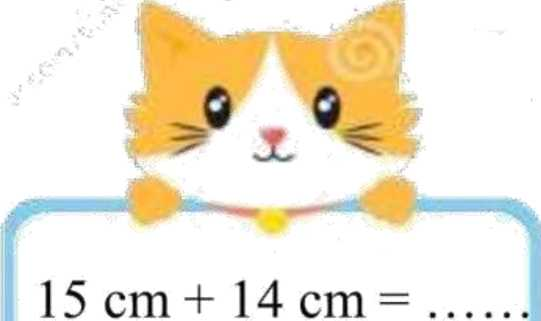 15 cm + 14 cm = ......